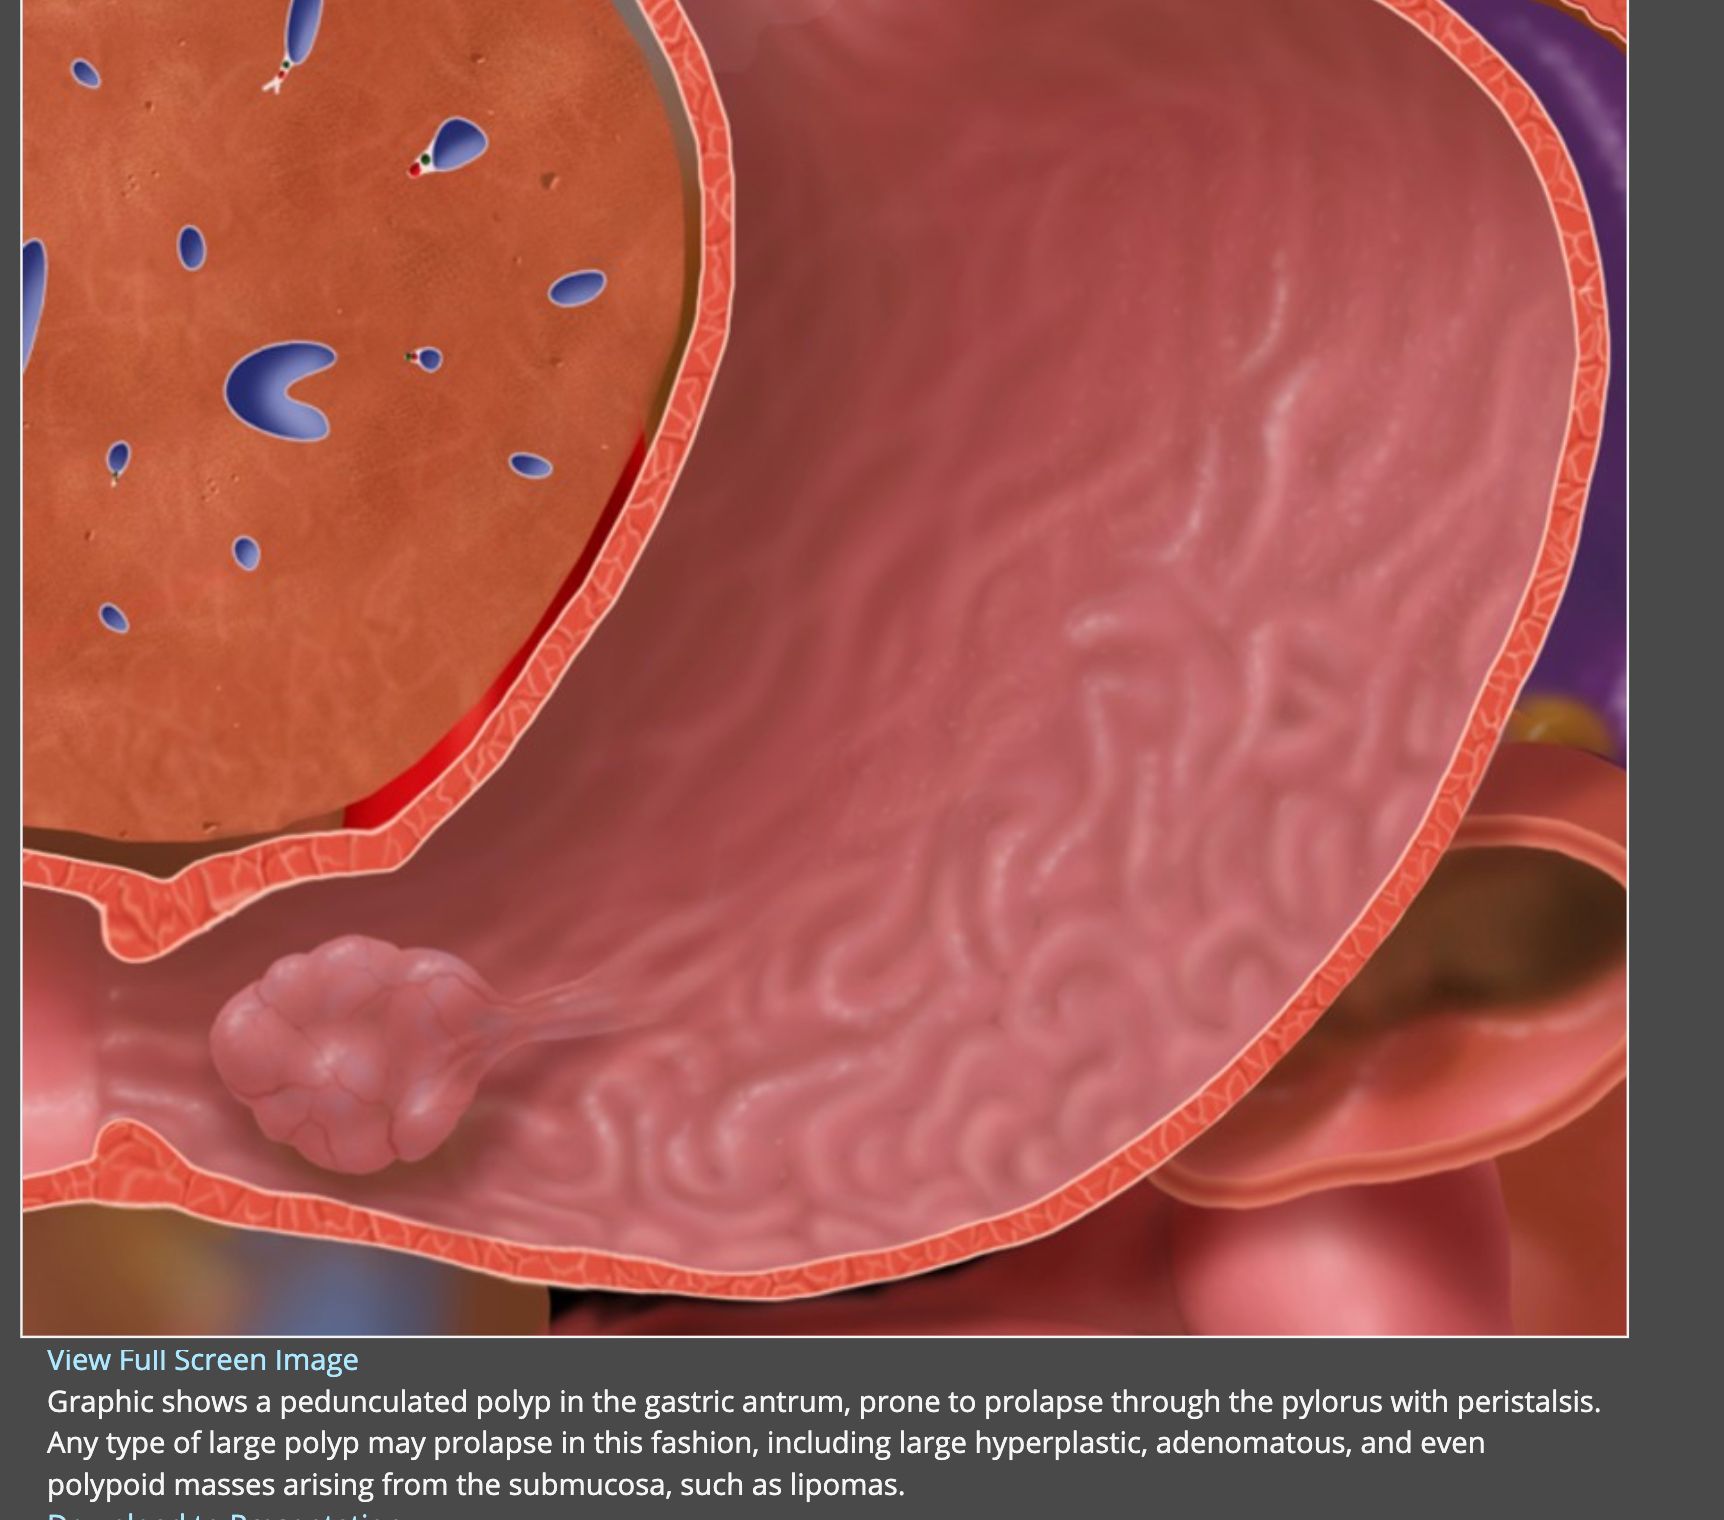 View Full Screen Image
Graphic shows a pedunculated polyp in the gastric antrum, prone to prolapse through the pylorus with peristalsis.
Any type of large polyp may prolapse in this fashion, including large hyperplastic, adenomatous, and even
polypoid masses arising from the submucosa, such as lipomas.